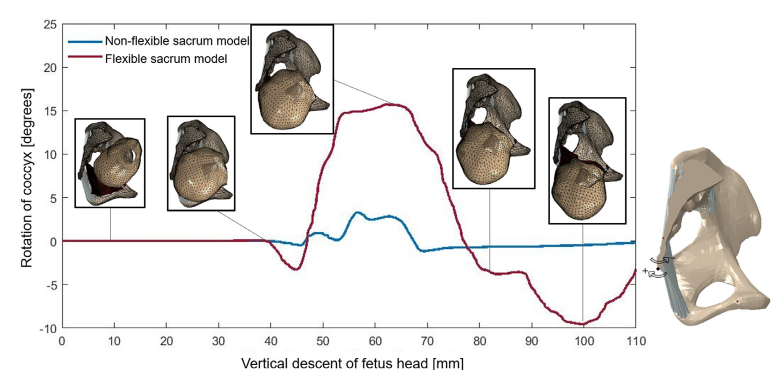 Non-flexible sacrum model
Flexible sacrum model
Rotation of coccyx [degrees]
25
20
15
10
5
0
-5
-10
0 10 20 30 40 50 60 70 80 90 100 110
Vertical descent of fetus head [mm]
+ -